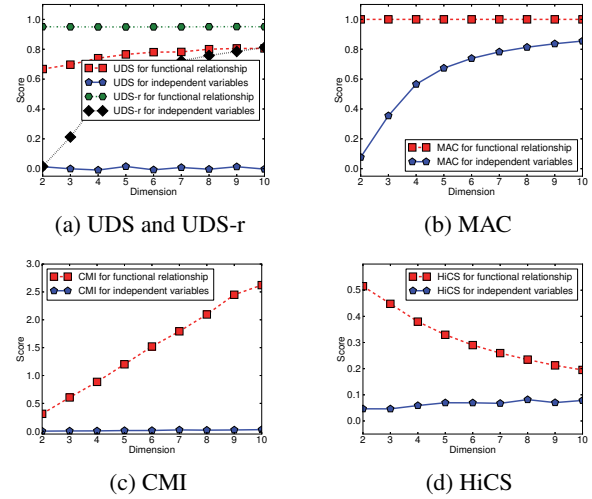 1.0
0.8
0.6
0.4
0.2
0.0
Score
UDS for functional relationship
UDS for independent variables
UDS-r for functional relationship
UDS-r for independent variables
2 3 4 5 6 7 8 9 10
Dimension
(a) UDS and UDS-r
1.0
0.8
0.6
0.4
0.2
0.0
Score
MAC for functional relationship
MAC for independent variables
2 3 4 5 6 7 8 9 10
Dimension
(b) MAC
3.0
2.5
2.0
1.5
1.0
0.5
0.0
Score
CMI for functional relationship
CMI for independent variables
2 3 4 5 6 7 8 9 10
Dimension
(c) CMI
0.5
0.4
0.3
0.2
0.1
0.0
Score
HiCS for functional relationship
HiCS for independent variables
2 3 4 5 6 7 8 9 10
Dimension
(d) HiCS